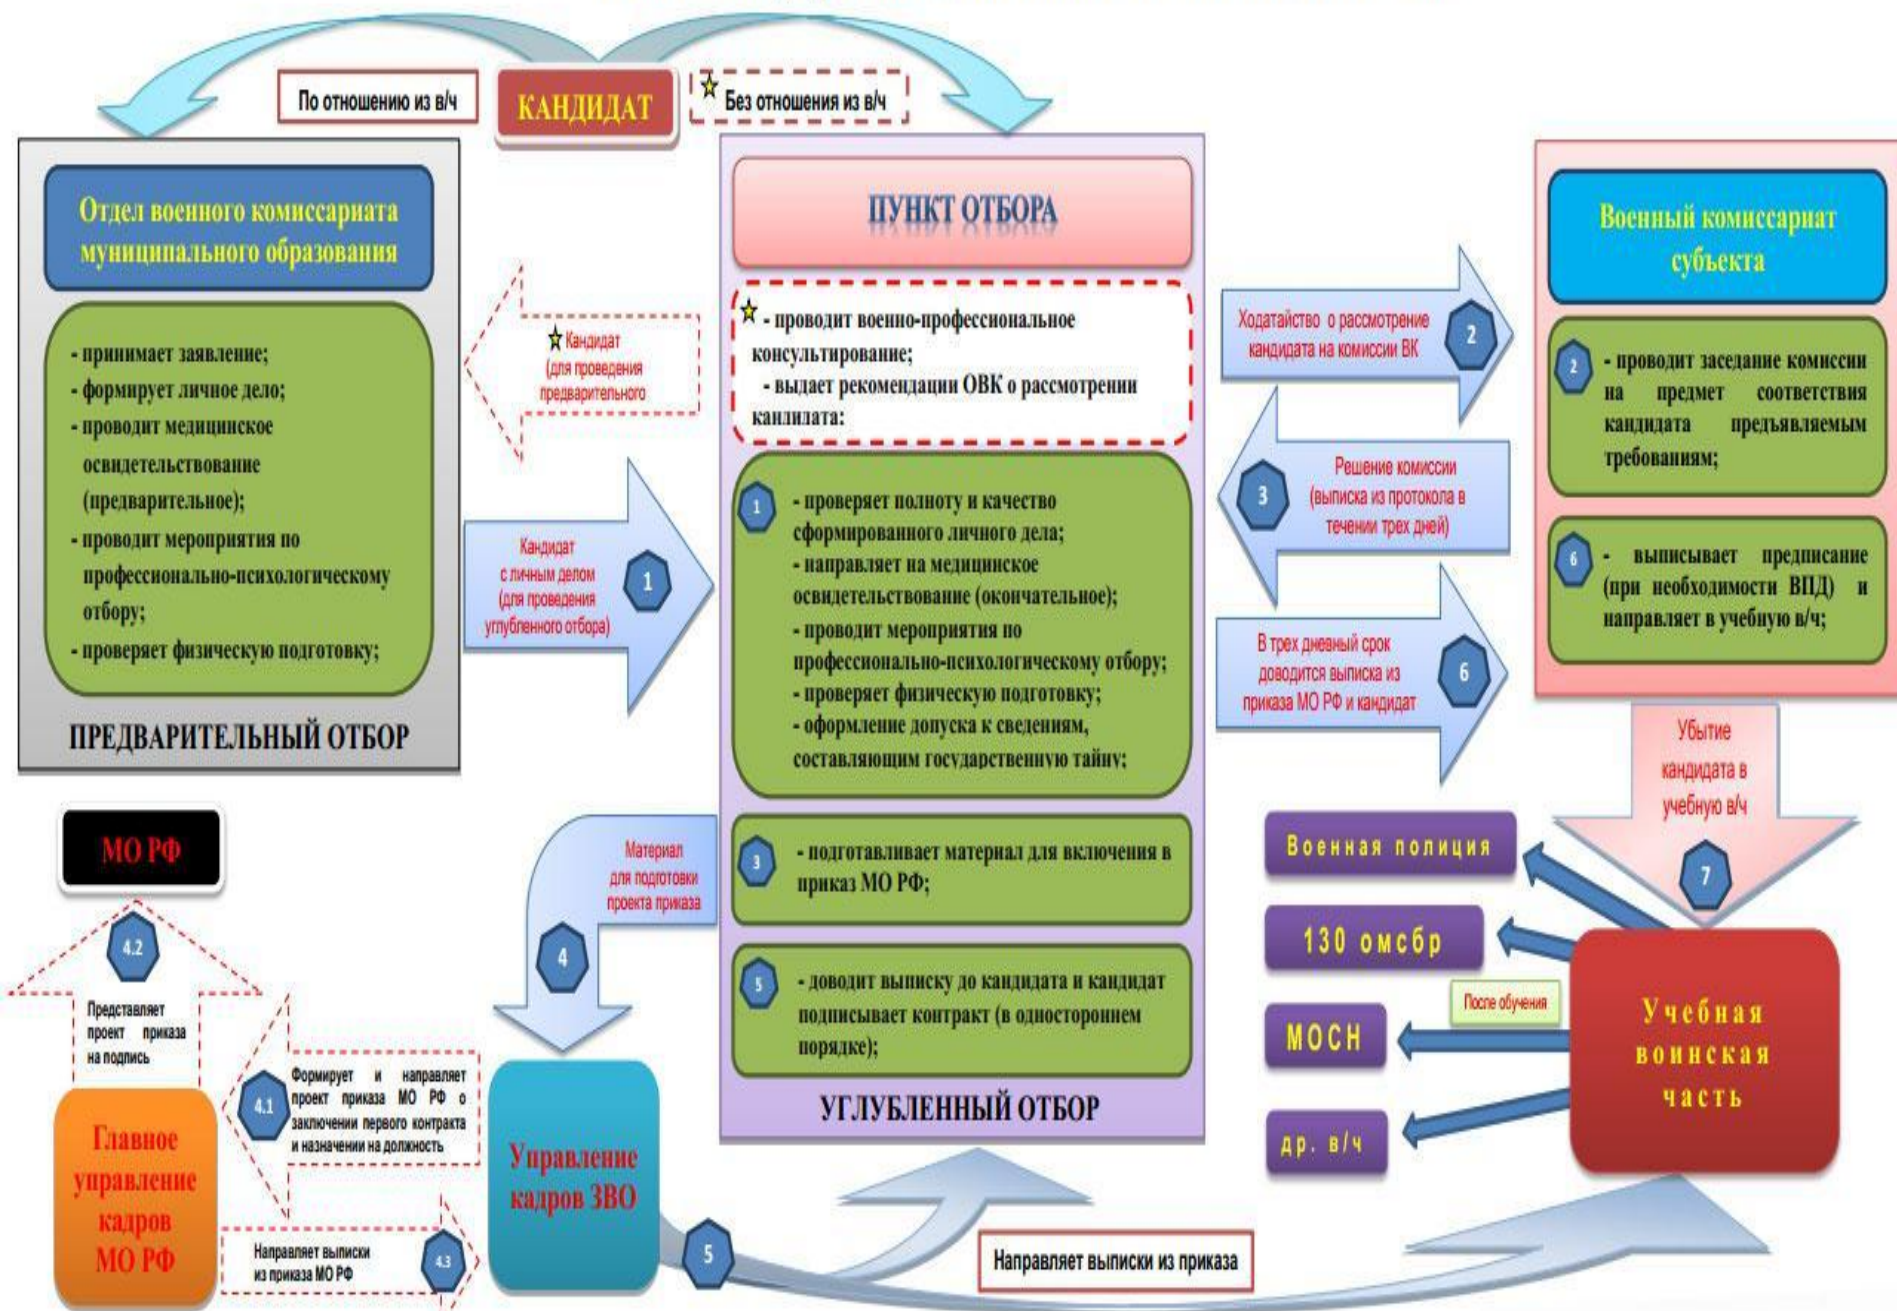 По отношению из в/ч
КАНДИДАТ
Без отношения из в/ч
Отдел военного комиссариата
муниципального образования
- принимает заявление;
- формирует личное дело;
- проводит медицинское
освидетельствование
(предварительное);
- проводит мероприятия по
профессионально-психологическому
отбору;
- проверяет физическую подготовку;
ПРЕДВАРИТЕЛЬНЫЙ ОТБОР
Кандидат
(для проведения
предварительного
Кандидат
с личным делом
(для проведения
углубленного отбора)
1
ПУНКТ ОТБОРА
- проводит военно-профессиональное
консультирование;
- выдает рекомендации ОВК о рассмотрении
кандидата:
1
- проверяет полноту и качество
сформированного личного дела;
- направляет на медицинское
освидетельствование (окончательное);
- проводит мероприятия по
профессионально-психологическому отбору;
- проверяет физическую подготовку;
- оформление допуска к сведениям,
составляющим государственную тайну;
3
- подготавливает материал для включения в
приказ МО РФ;
5
- доводит выписку до кандидата и кандидат
подписывает контракт (в одностороннем
порядке);
УГЛУБЛЕННЫЙ ОТБОР
Ходатайство о рассмотрение
кандидата на комиссии ВК
2
3
Решение комиссии
(выписка из протокола в
течении трех дней)
В трех дневный срок
доводится выписка из
приказа МО РФ и кандидат
6
Военный комиссариат
субъекта
2
- проводит заседание комиссии
на предмет соответствия
кандидата предъявляемым
требованиям;
6
- выписывает предписание
(при необходимости ВПД) и
направляет в учебную в/ч;
Убытие
кандидата в
учебную в/ч
7
Военная полиция
130 омсбр
МОСН
др. в/ч
После обучения
Учебная
воинская
часть
Материал
для подготовки
проекта приказа
4
МО РФ
4.2
Представляет
проект приказа
на подпись
4.1
Формирует и направляет
проект приказа МО РФ о
заключении первого контракта
и назначении на должность
Главное
управление
кадров
МО РФ
Направляет выписки
из приказа МО РФ
4.3
Управление
кадров ЗВО
5
Направляет выписки из приказа